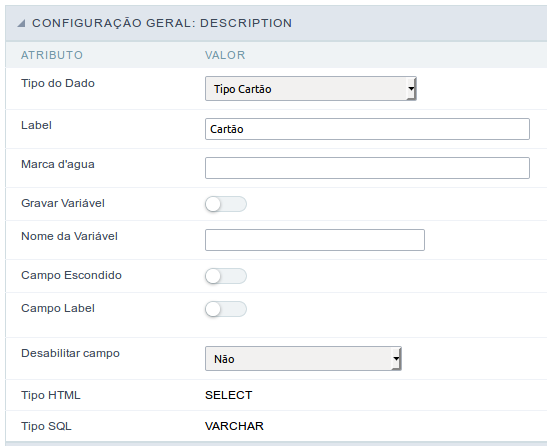 CONFIGURAÇÃO GERAL: DESCRIPTION
ATRIBUTO VALOR
Tipo do Dado Tipo Cartão
Label Cartão
Marca d'agua
Gravar Variável
Nome da Variável
Campo Escondido
Campo Label
Desabilitar campo Não
Tipo HTML SELECT
Tipo SQL VARCHAR